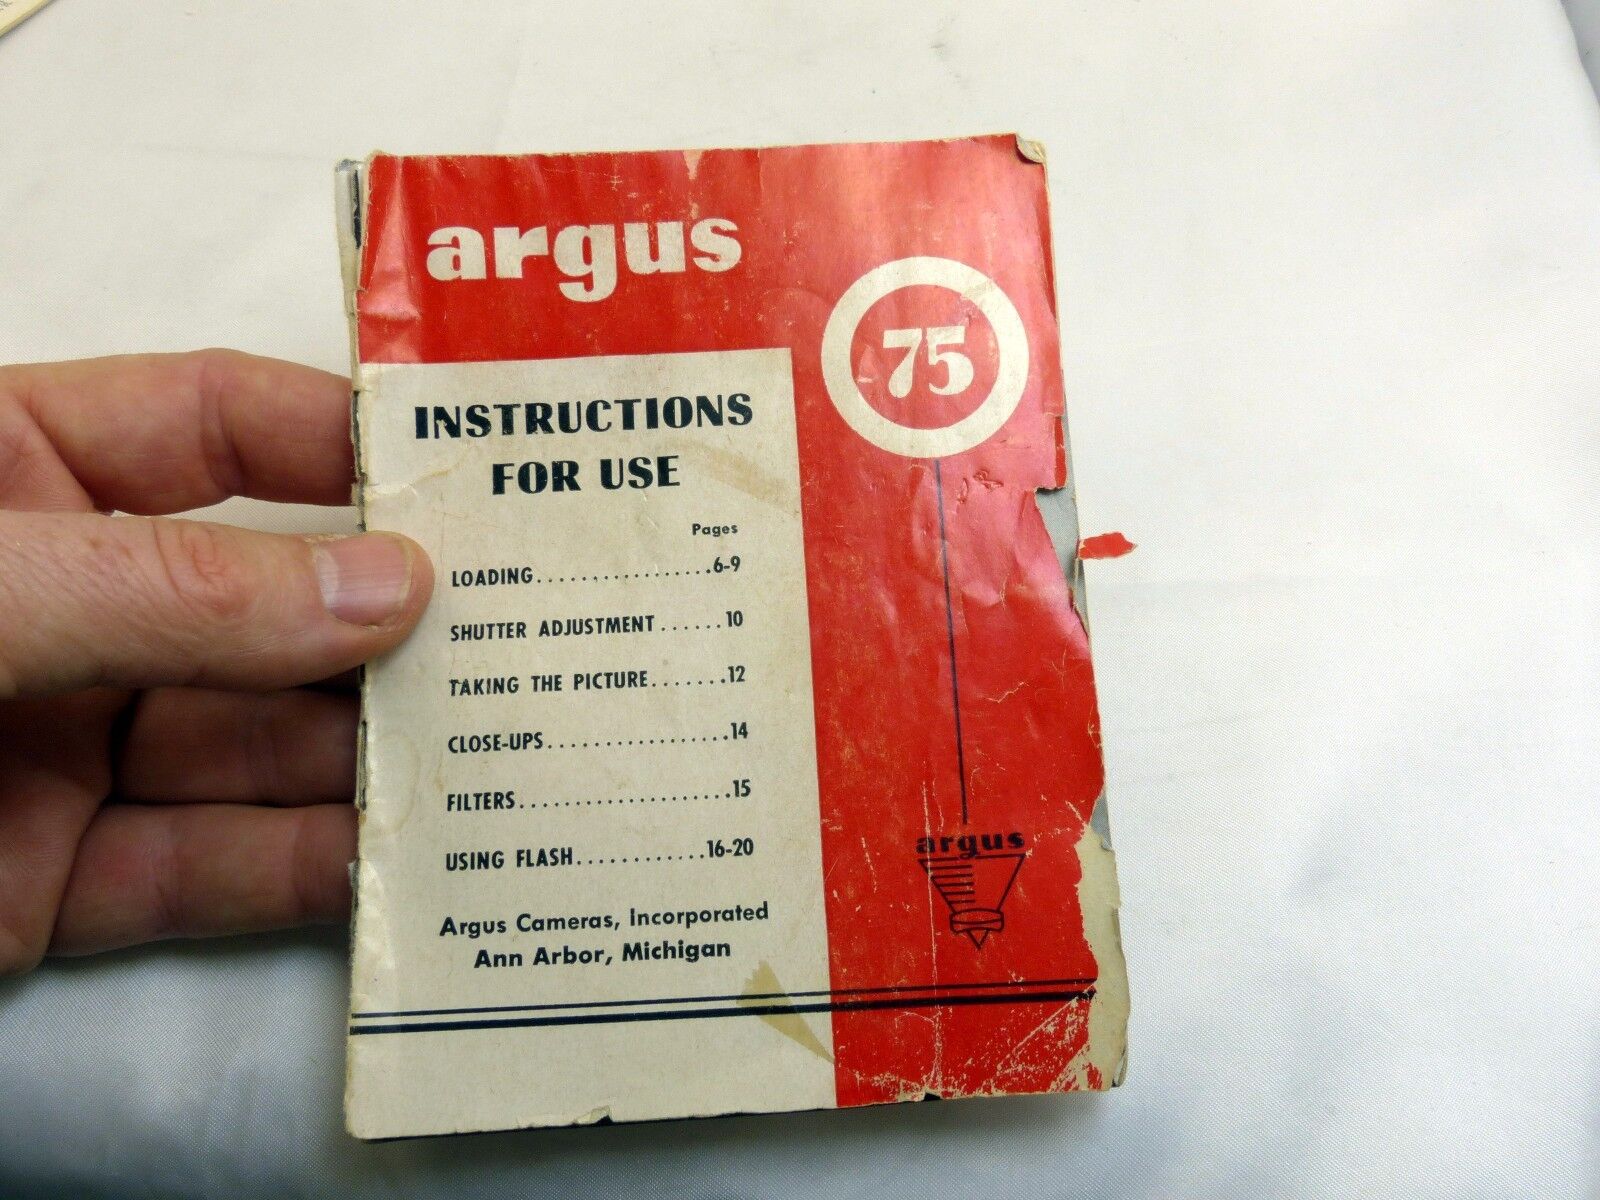 argus
75
INSTRUCTIONS
FOR USE
Pages
LOADING.................6-9
SHUTTER ADJUSTMENT......10
TAKING THE PICTURE.......12
CLOSE-UPS.................14
FILTERS....................15
USING FLASH............16-20
argus
Argus Cameras, Incorporated
Ann Arbor, Michigan